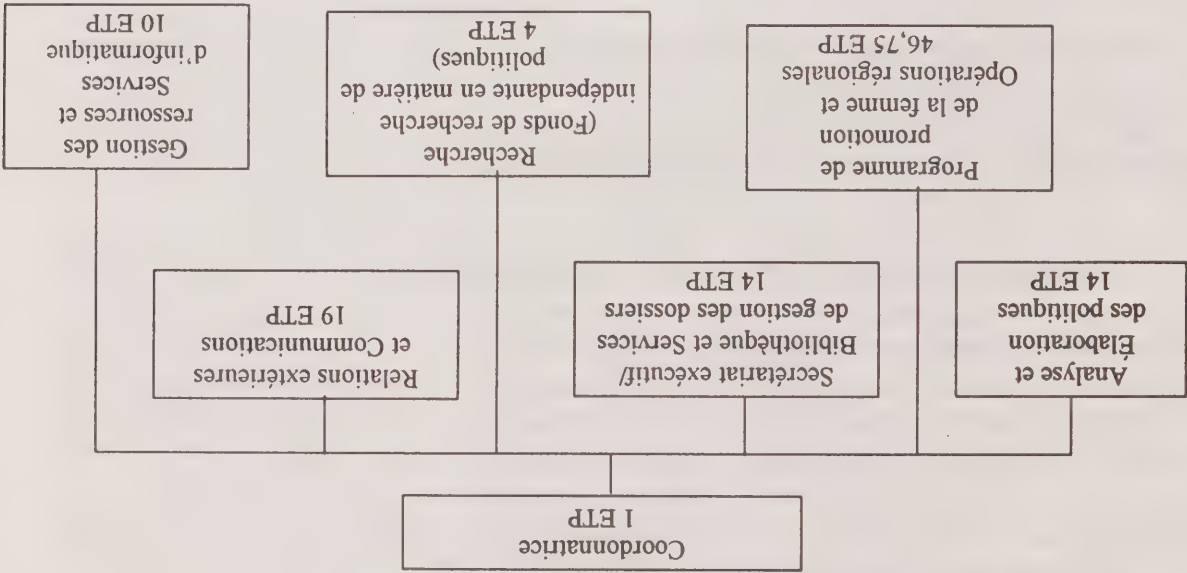 Coordonnatrice
1 ETP
Analyse et
Élaboration
des politiques
14 ETP
Secrétariat exécutif/
Bibliothèque et Services
de gestion des dossiers
14 ETP
Relations extérieures
et Communications
19 ETP
Programme de
promotion
de la femme et
Opérations régionales
46,75 ETP
Recherche
(Fonds de recherche
indépendante en matière de
politiques)
4 ETP
Gestion des
ressources et
Services
d'informatique
10 ETP